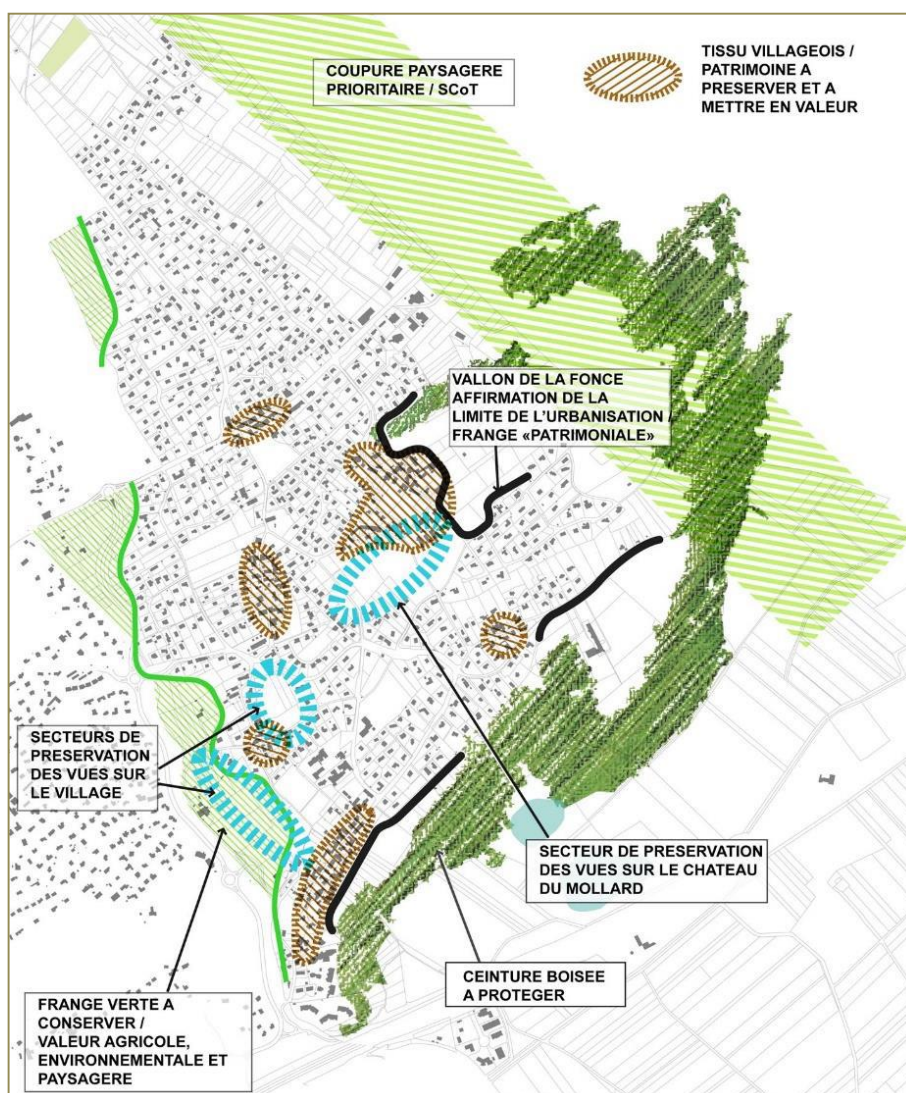 COUPURE PAYSAGERE
PRIORITAIRE / SCoT
TISSU VILLAGEOIS /
PATRIMOINE A
PRESERVER ET A
METTRE EN VALEUR
VALLON DE LA FONCE
AFFIRMATION DE LA
LIMITE DE L'URBANISATION /
FRANGE «PATRIMONIALE»
SECTEURS DE
PRESERVATION
DES VUES SUR
LE VILLAGE
SECTEUR DE PRESERVATION
DES VUES SUR LE CHATEAU
DU MOLLARD
CEINTURE BOISEE
A PROTEGER
FRANGE VERTE A
CONSERVER /
VALEUR AGRICOLE,
ENVIRONNEMENTALE ET
PAYSAGERE